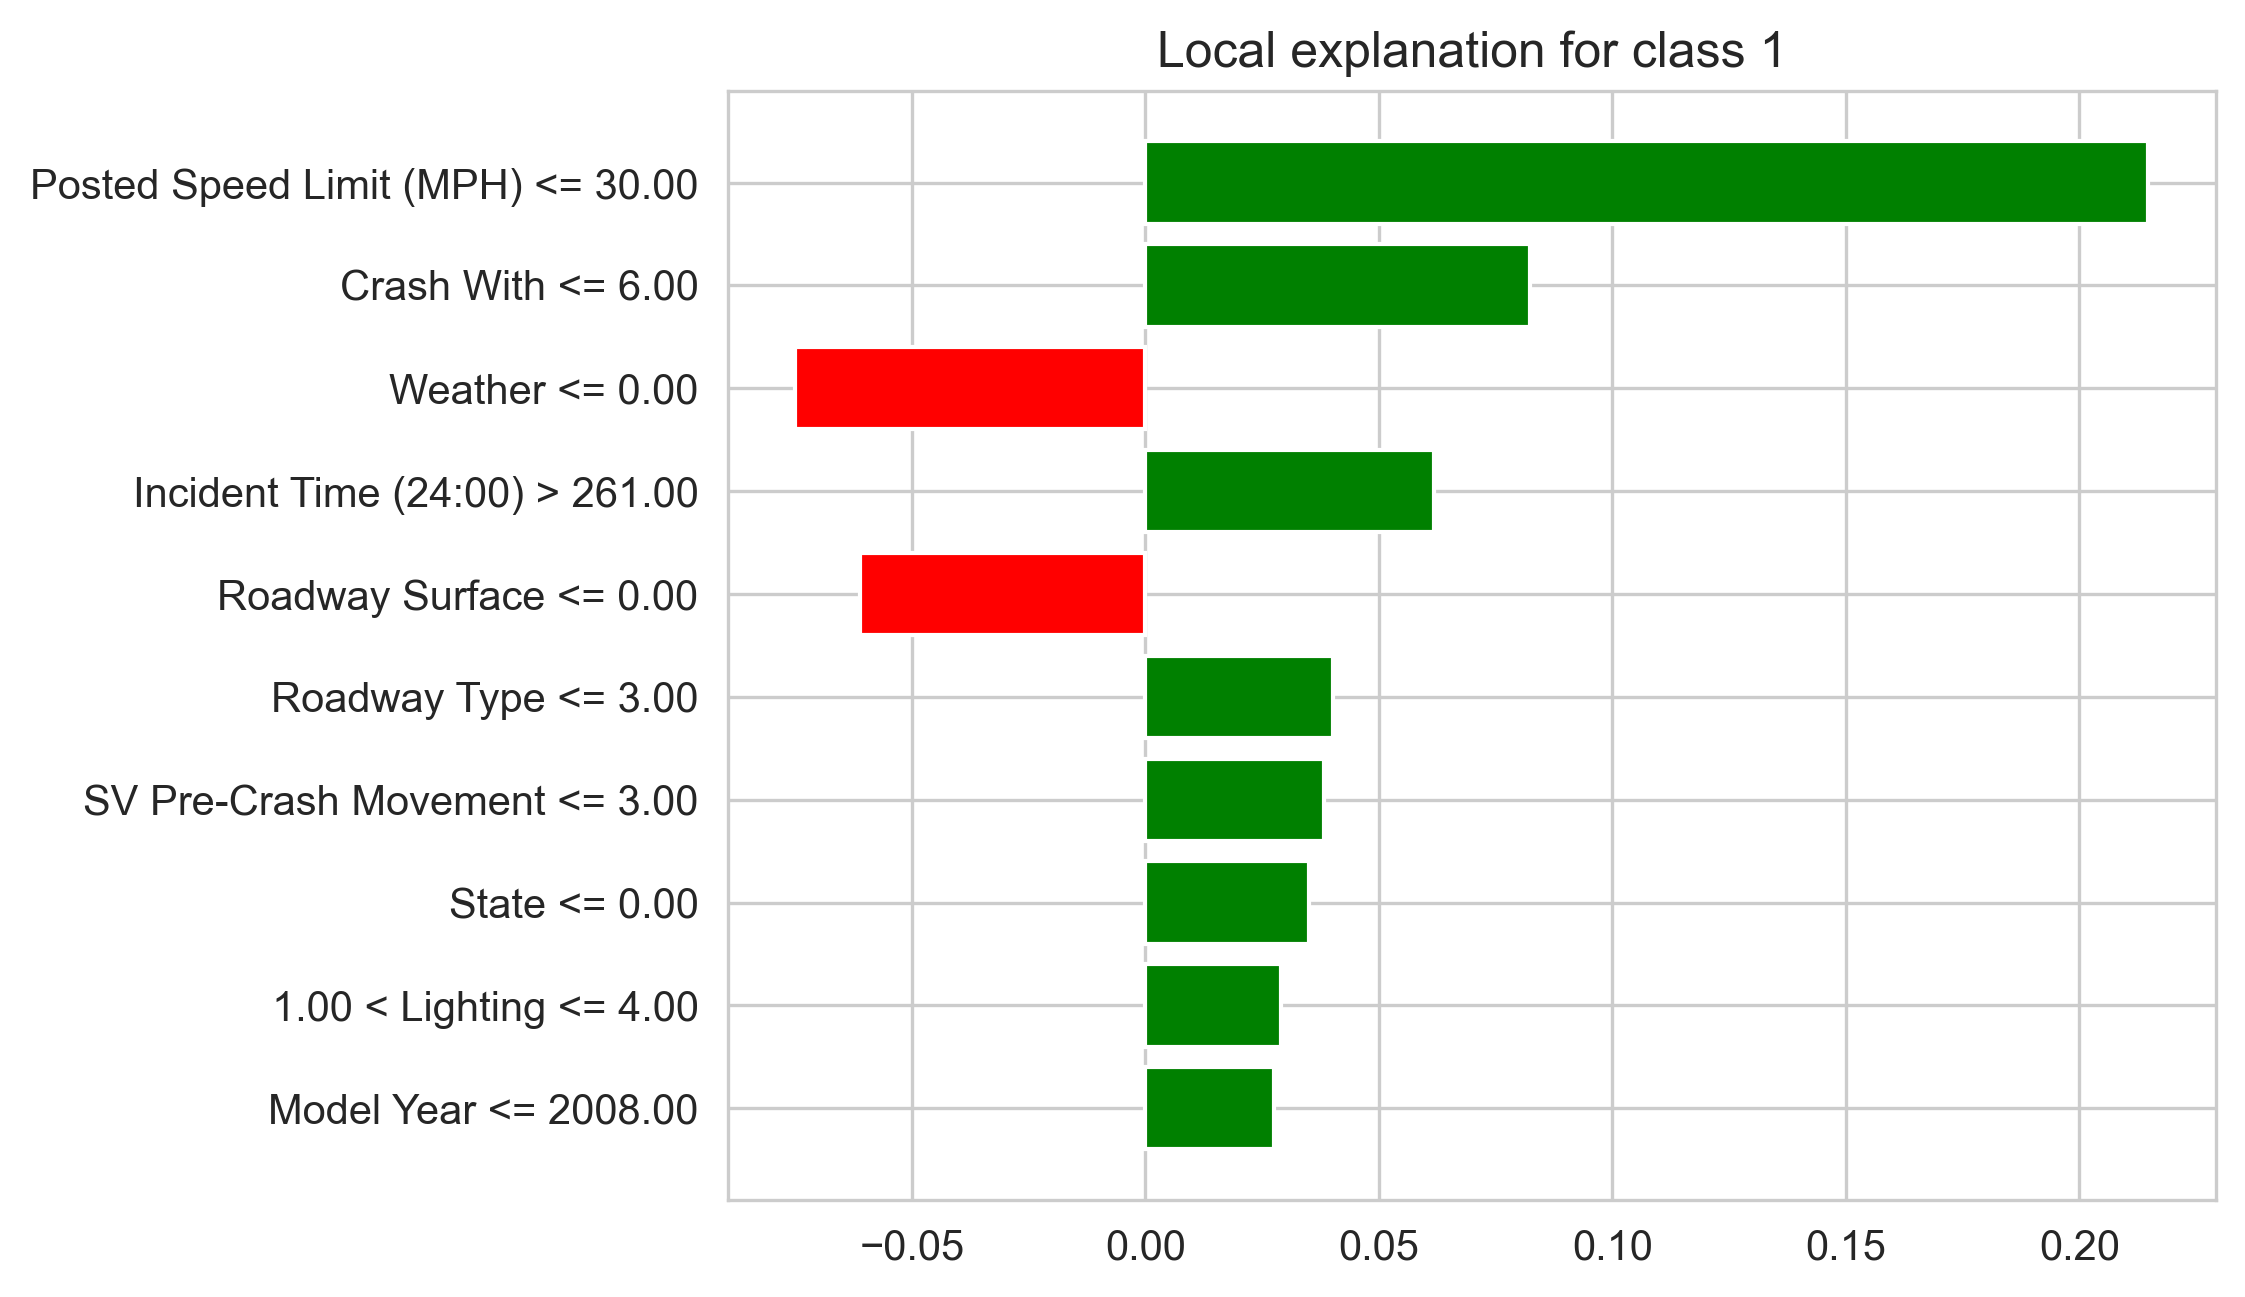 Local explanation for class 1
Posted Speed Limit (MPH) <= 30.00
Crash With <= 6.00
Weather <= 0.00
Incident Time (24:00) > 261.00
Roadway Surface <= 0.00
Roadway Type <= 3.00
SV Pre-Crash Movement <= 3.00
State <= 0.00
1.00 < Lighting <= 4.00
Model Year <= 2008.00
−0.05 0.00 0.05 0.10 0.15 0.20